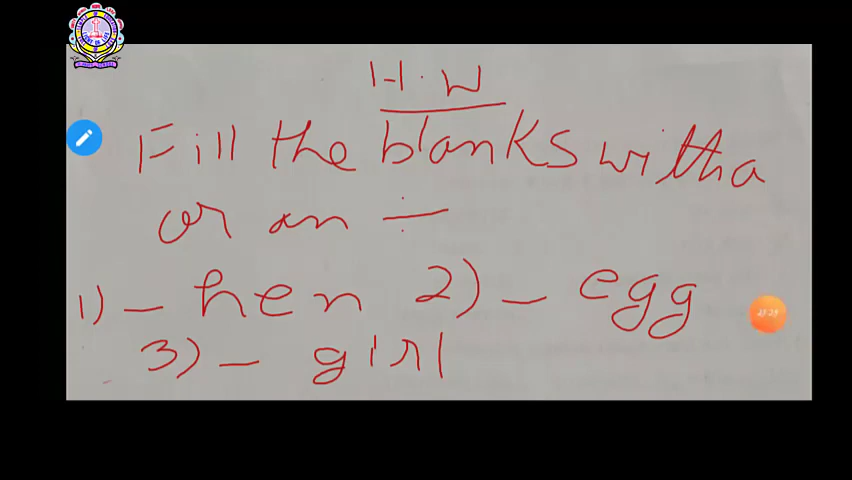 H.W
Fill the blanks with a
or an ÷
1) - hen 2) - egg
3) - girl